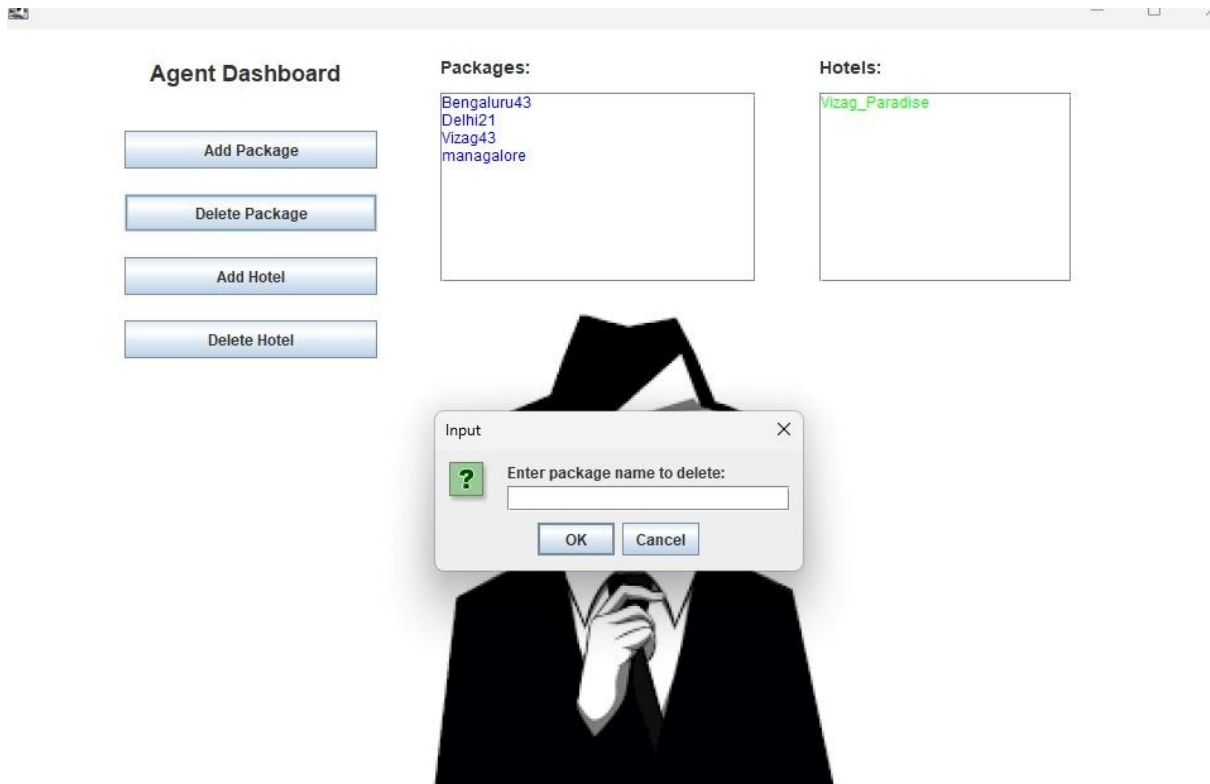 Agent Dashboard
Add Package
Delete Package
Add Hotel
Delete Hotel
Packages:
Bengaluru43
Delhi21
Vizag43
managalore
Hotels:
Vizag_Paradise
Input
?
Enter package name to delete:
OK
Cancel